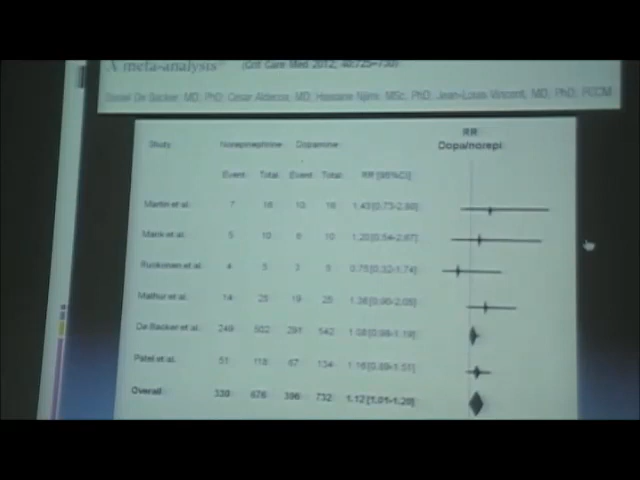 A meta-analysis (Crit Care Med 2012; 40:725–730)
Daniel De Backer, MD, PhD; Cesar Aldecoa, MD; Hassane Njimi, MSc, PhD; Jean-Louis Vincent, MD, PhD, FCCM
RR
Study Norepinephrine Dopamine Dopa/norepi
Event Total Event Total RR [95%CI]
Martin et al. 7 16 10 16 1.43 [0.73-2.80]
Marik et al. 5 10 6 10 1.20 [0.54-2.67]
Ruokonen et al. 4 5 3 5 0.75 [0.32-1.74]
Mathur et al. 14 25 19 25 1.36 [0.90-2.05]
De Backer et al. 249 502 291 542 1.08 [0.98-1.19]
Patel et al. 51 118 67 134 1.16 [0.89-1.51]
Overall 330 676 396 732 1.12 [1.01-1.20]